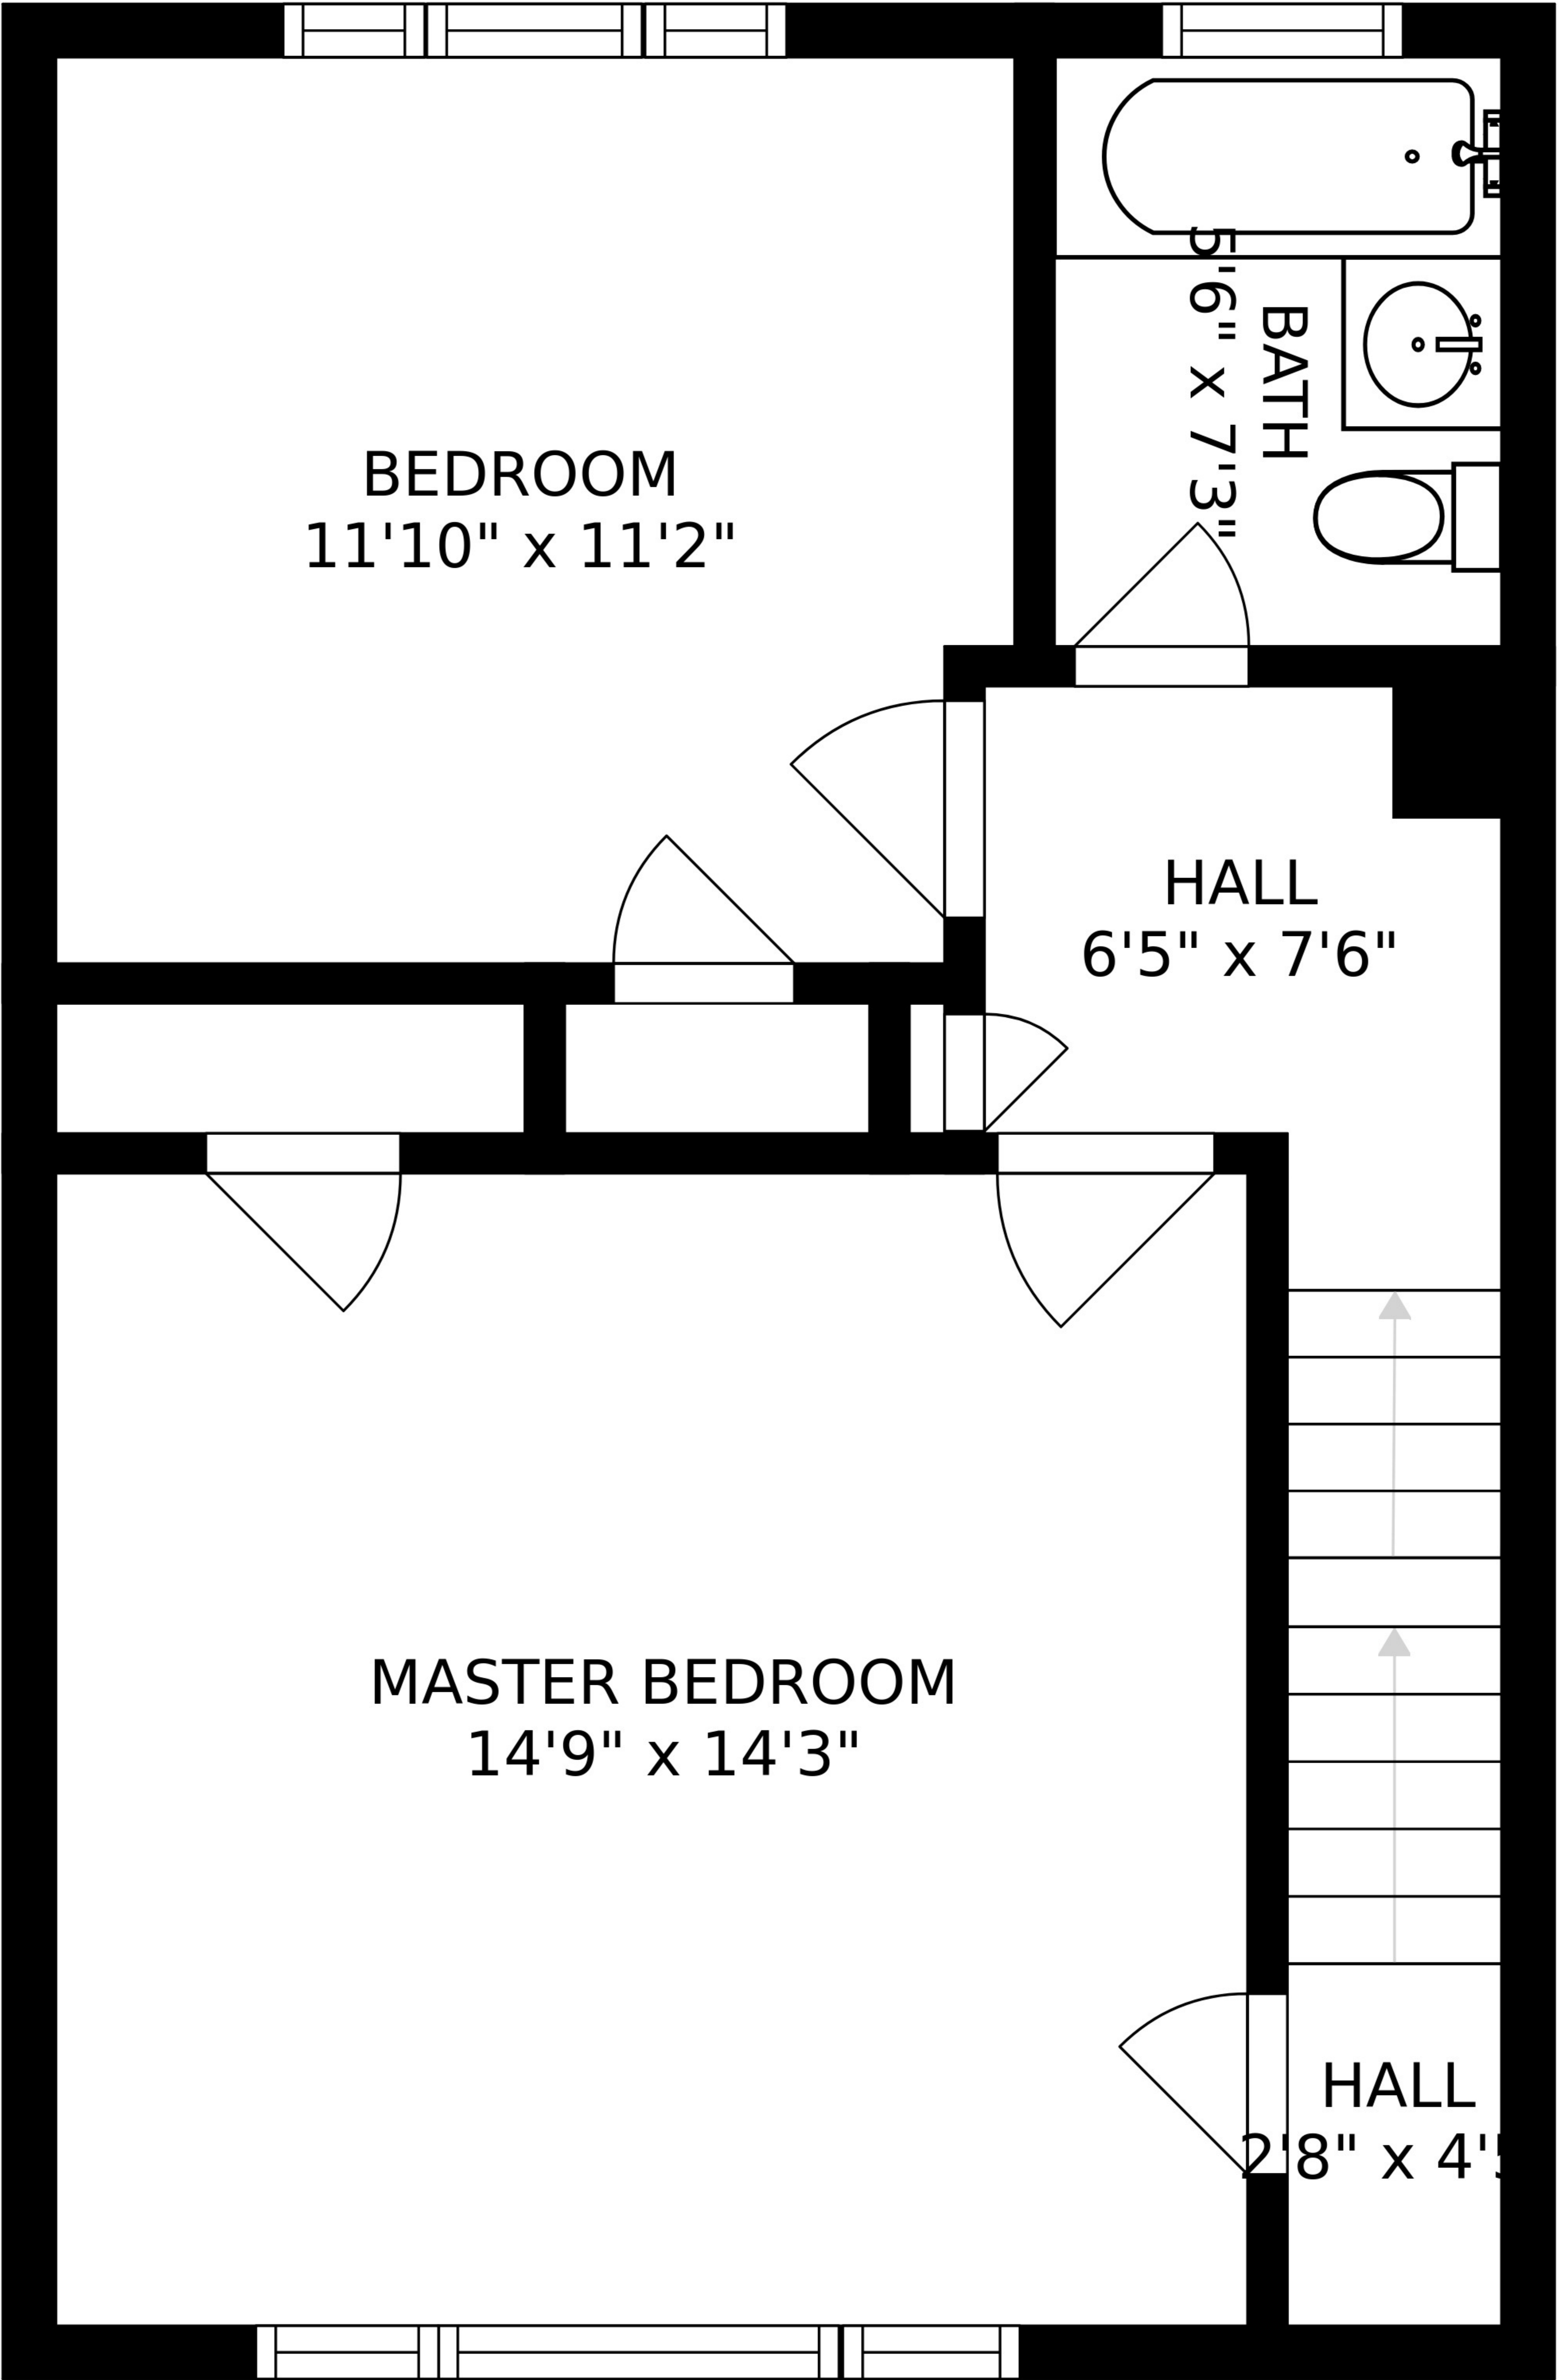 BATH
5'6" x 7'3"
BEDROOM
11'10" x 11'2"
HALL
6'5" x 7'6"
MASTER BEDROOM
14'9" x 14'3"
HALL
2'8" x 4'